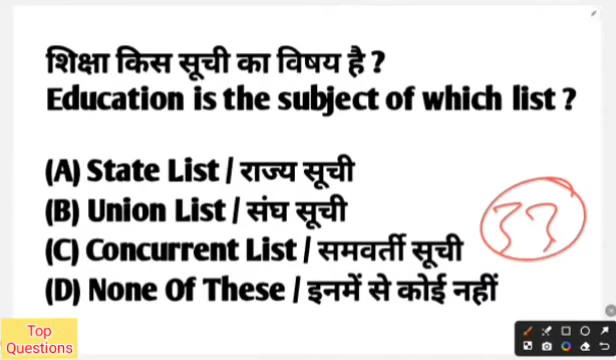 शिक्षा किस सूची का विषय है ?
Education is the subject of which list ?
(A) State List / राज्य सूची
(B) Union List / संघ सूची
(C) Concurrent List / समवर्ती सूची
(D) None Of These / इनमें से कोई नहीं
33
Top
Questions